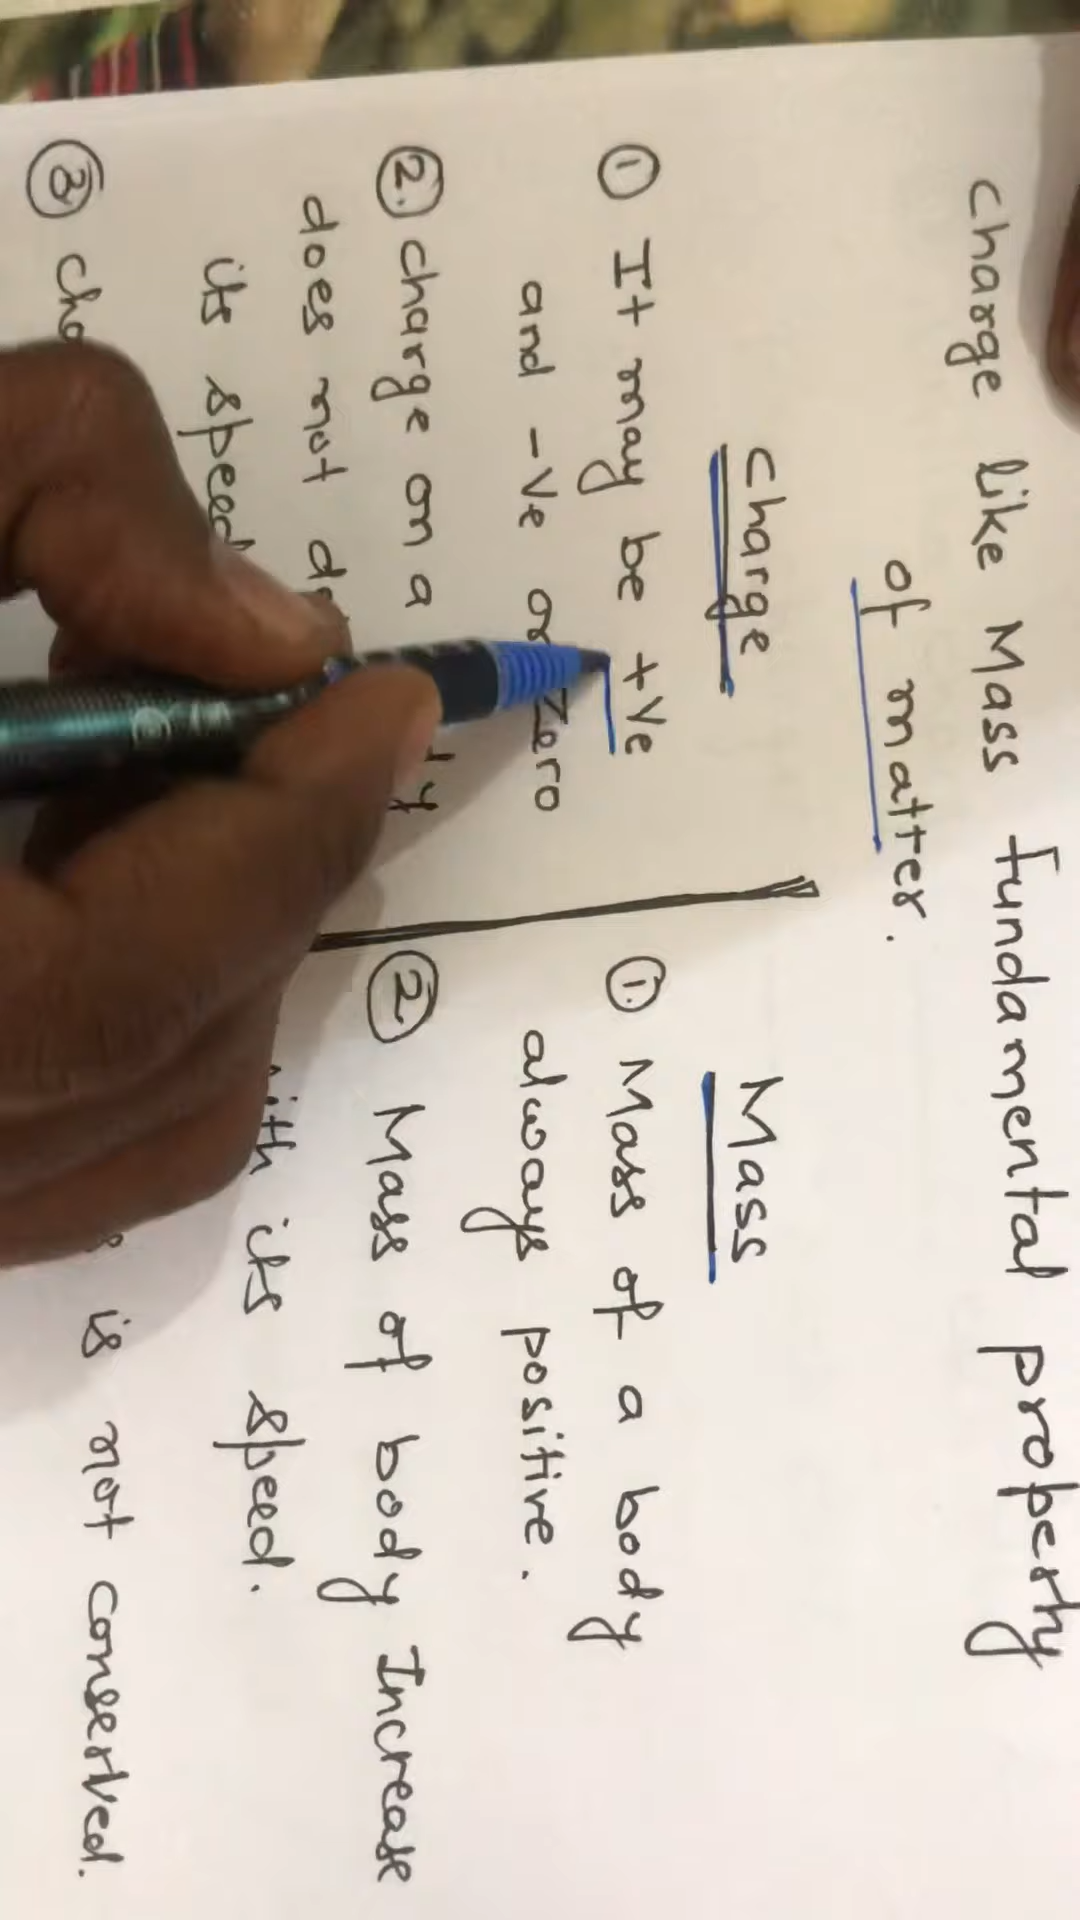 Charge like Mass fundamental property
of matter.
Charge
① It may be +ve
and -ve or Zero
②. Charge on a
does not
its speed
③
Mass
①. Mass of a body
always positive.
② Mass of body Increase
with its speed.
is not conserved.